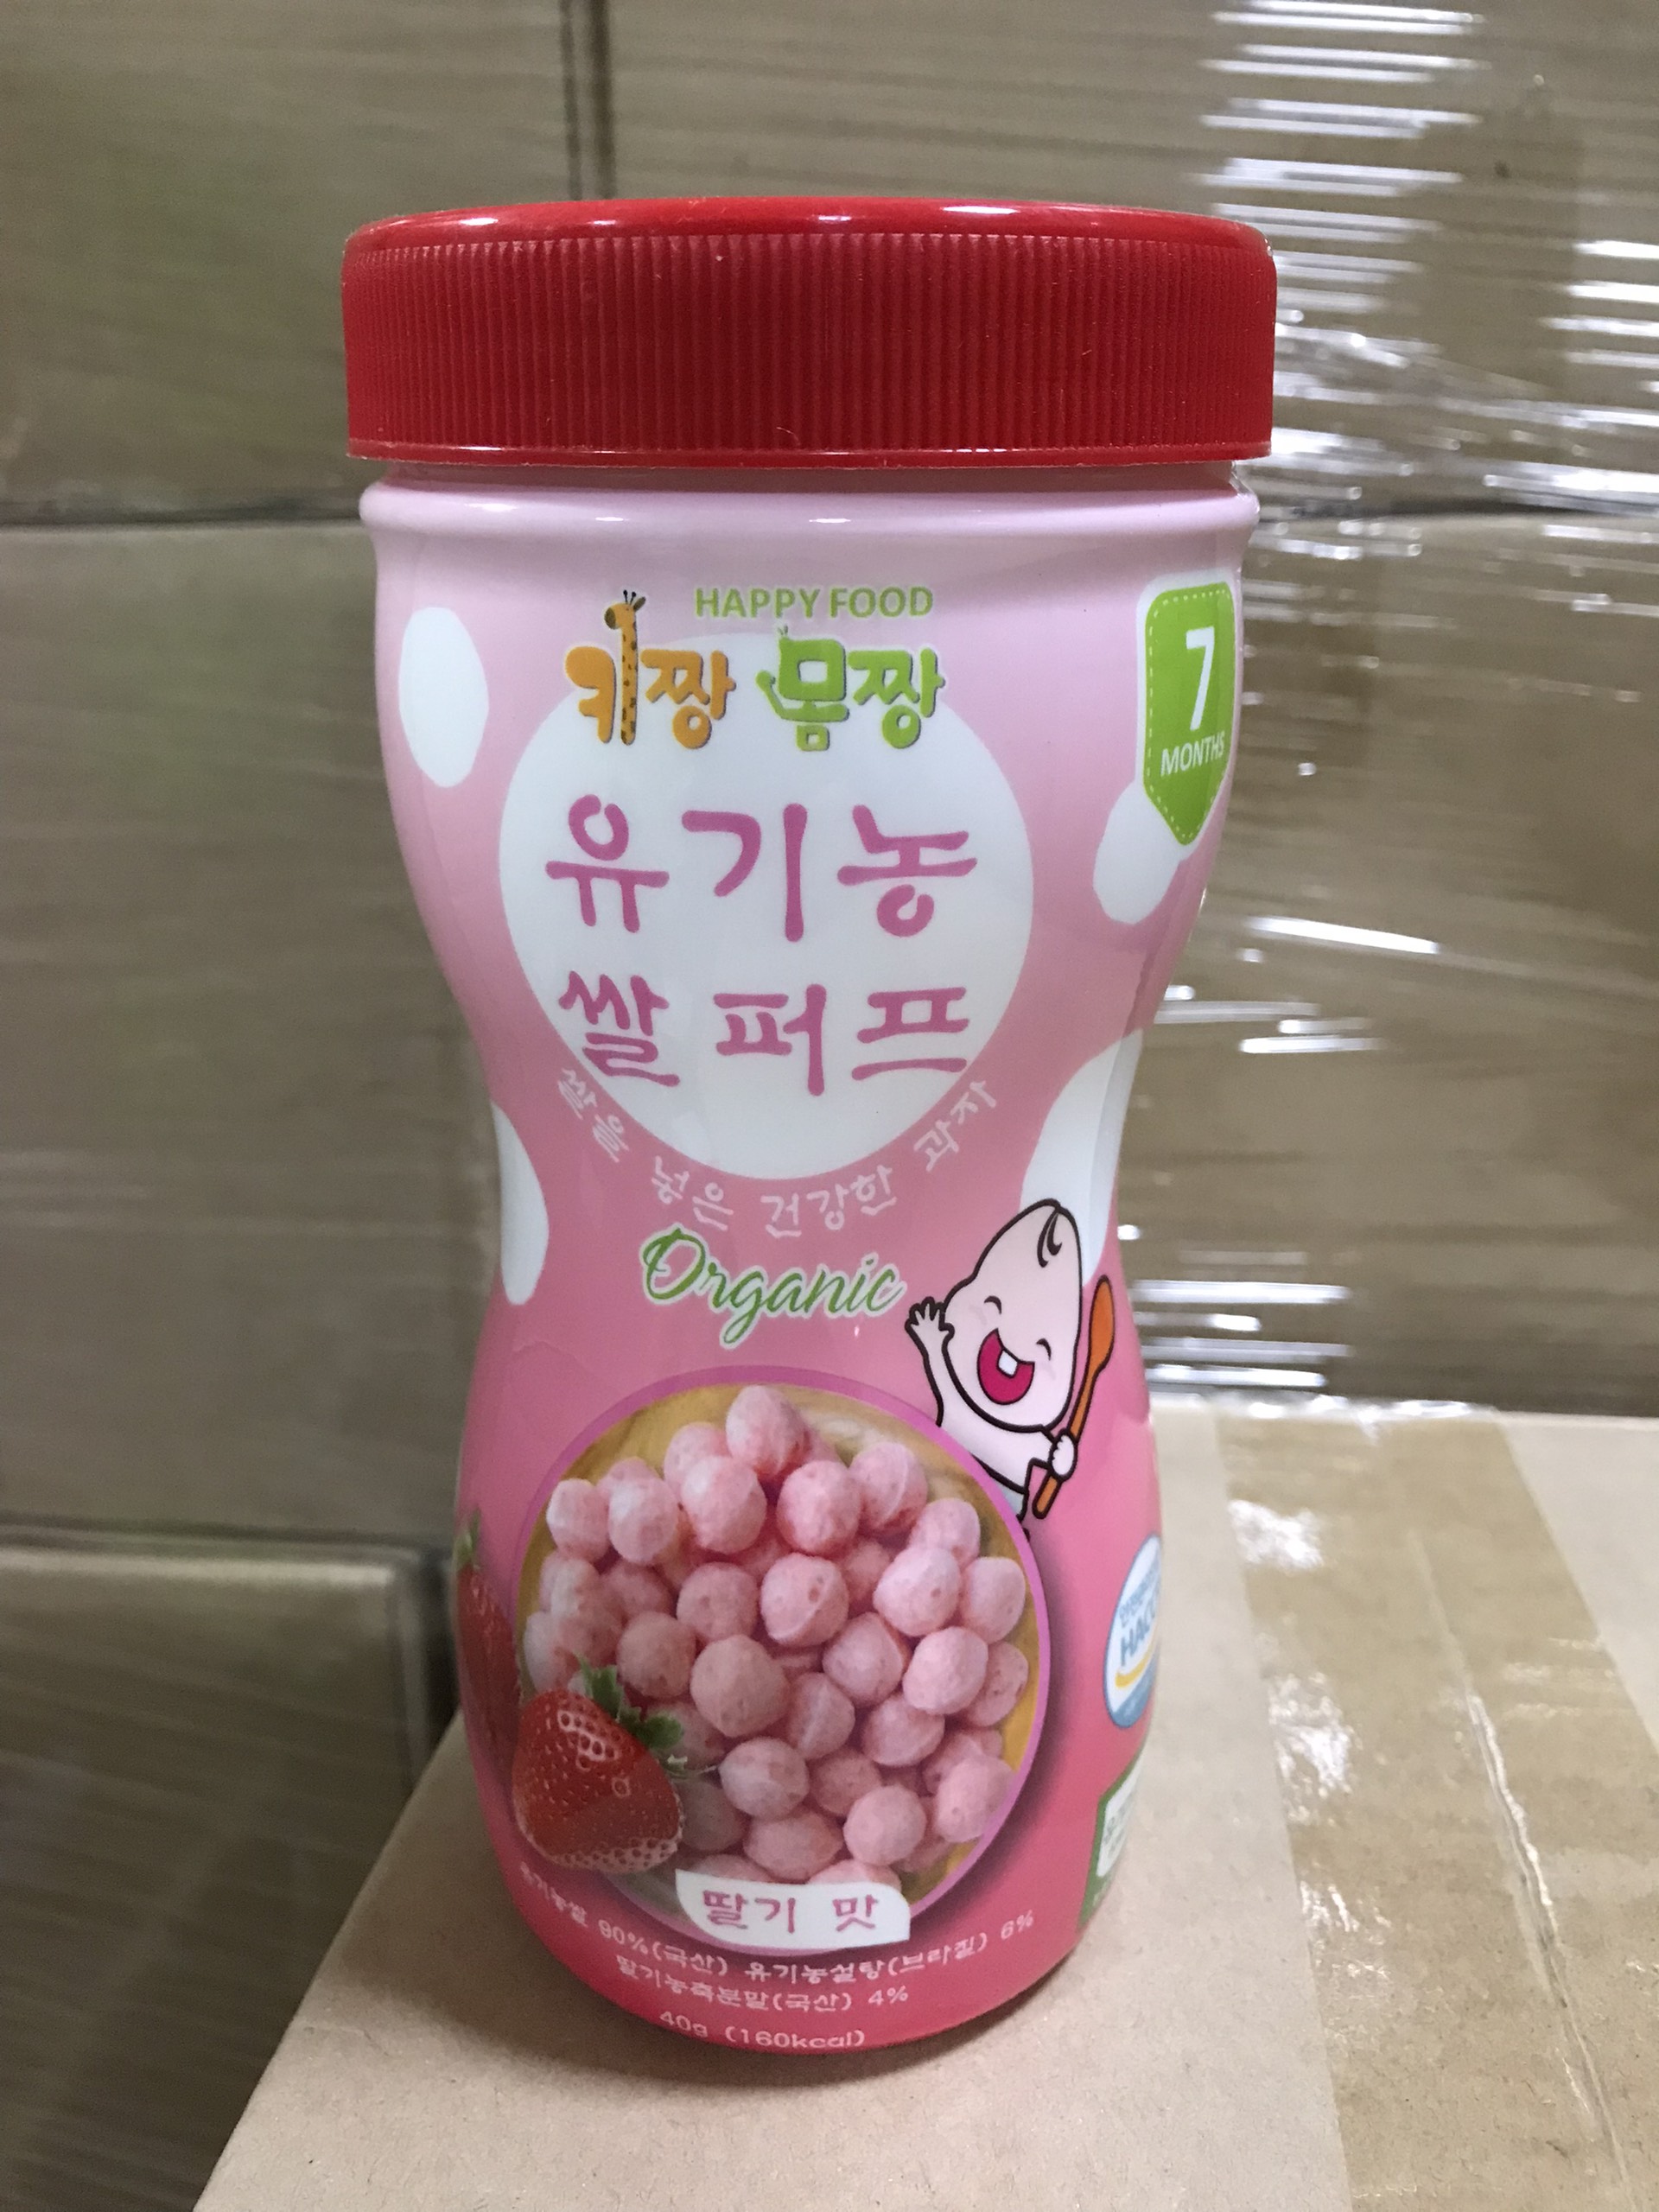 HAPPY FOOD
키짱 몸짱
7
MONTHS
유기농
쌀퍼프
쌀을 넣은 건강한 과자
Organic
딸기 맛
유기농쌀 90%(국산) 유기농설탕(브라질) 6%
딸기농축분말(국산) 4%
40g (160kcal)